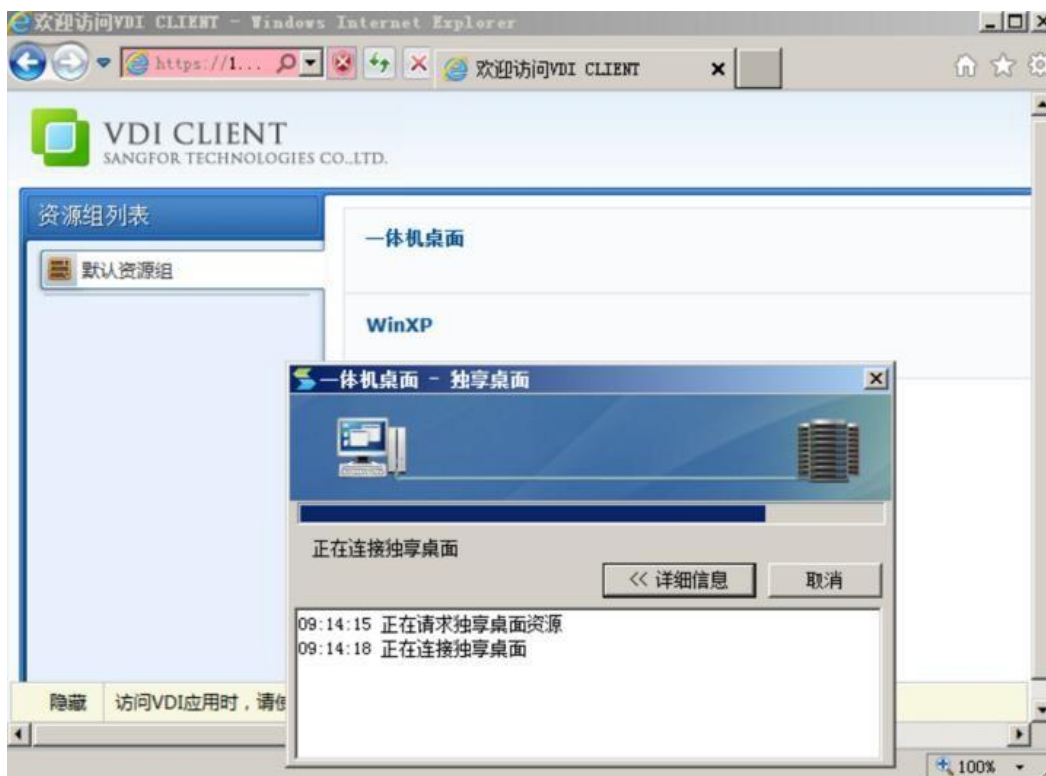 欢迎访问VDI CLIENT - Windows Internet Explorer
https://1...
欢迎访问VDI CLIENT
VDI CLIENT
SANGFOR TECHNOLOGIES CO.,LTD.
资源组列表
默认资源组
一体机桌面
WinXP
一体机桌面 - 独享桌面
正在连接独享桌面
<< 详细信息
取消
09:14:15 正在请求独享桌面资源
09:14:18 正在连接独享桌面
隐藏
访问VDI应用时，请使
100%